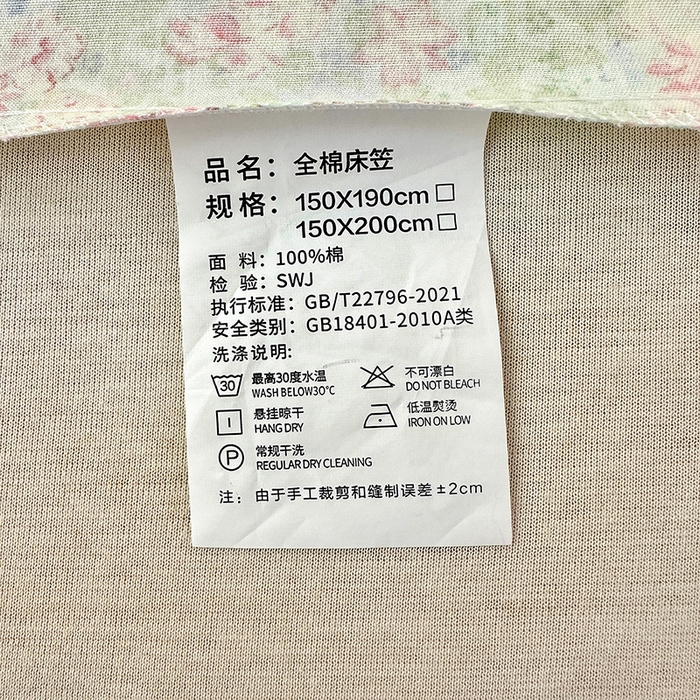 品名：全棉床笠
规格：150X190cm□
150X200cm□
面料：100%棉
检验：SWJ
执行标准：GB/T22796-2021
安全类别：GB18401-2010A类
洗涤说明:
30 最高30度水温 不可漂白
WASH BELOW30℃ DO NOT BLEACH
悬挂晾干 低温熨烫
HANG DRY IRON ON LOW
P 常规干洗
REGULAR DRY CLEANING
注：由于手工裁剪和缝制误差±2cm